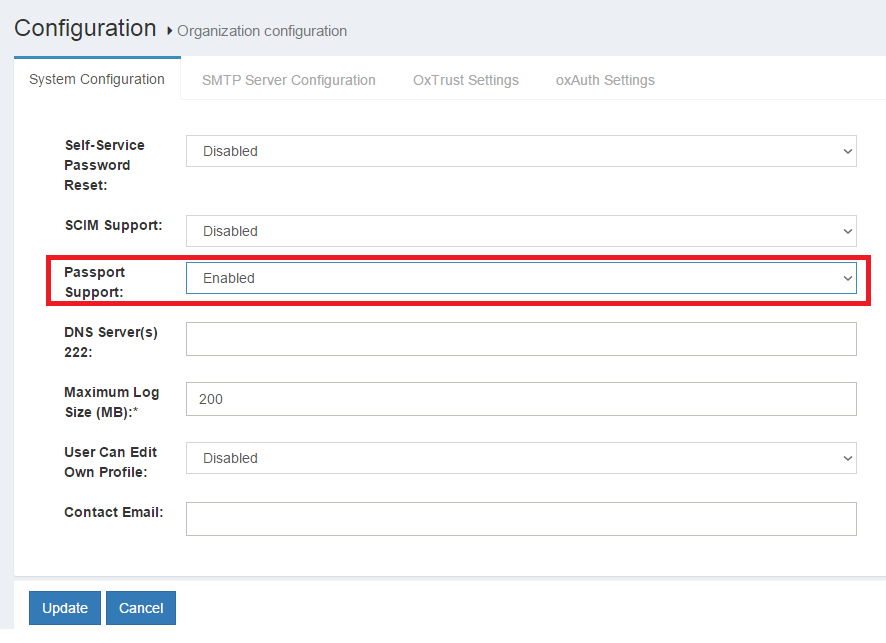 Configuration Organization configuration
System Configuration SMTP Server Configuration OxTrust Settings oxAuth Settings
Self-Service
Password
Reset:
Disabled
SCIM Support:
Disabled
Passport
Support:
Enabled
DNS Server(s)
222:
Maximum Log
Size (MB):*
200
User Can Edit
Own Profile:
Disabled
Contact Email:
Update Cancel